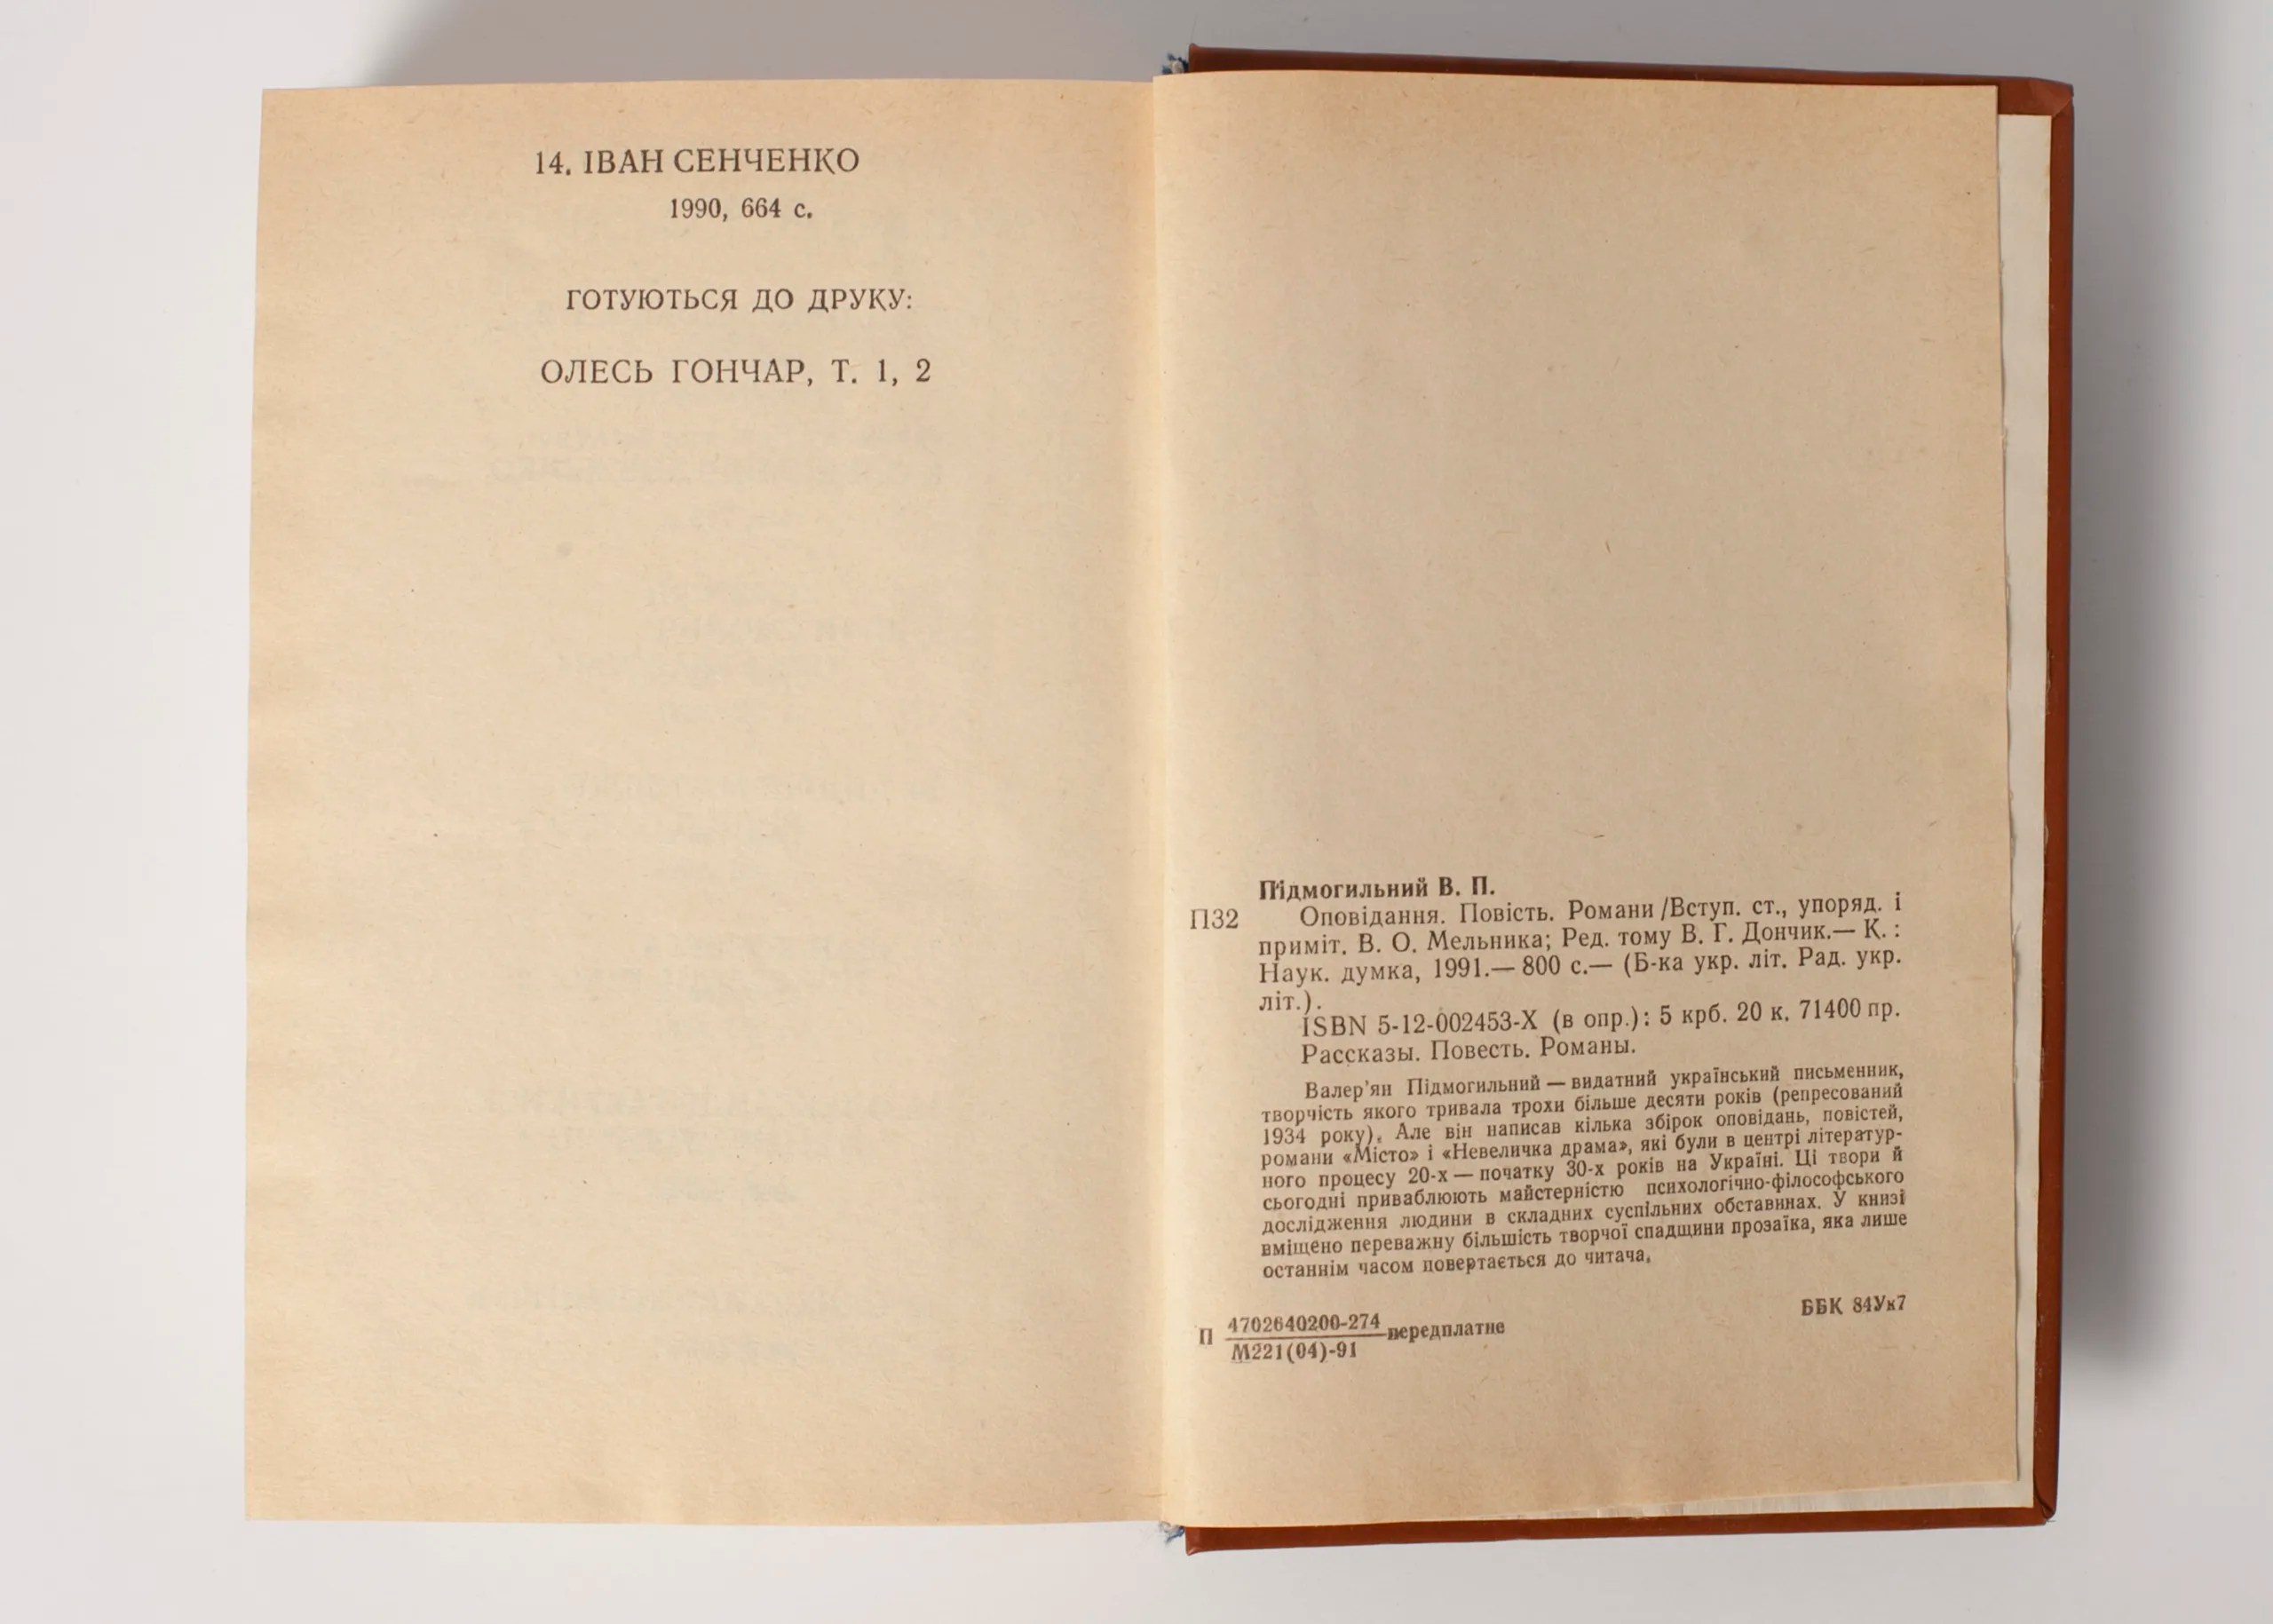 14. ІВАН СЕНЧЕНКО
1990, 664 с.
ГОТУЮТЬСЯ ДО ДРУКУ:
ОЛЕСЬ ГОНЧАР, Т. 1, 2
Підмогильний В. П.
П32 Оповідання. Повість. Романи /Вступ. ст., упоряд. і
приміт. В. О. Мельника; Ред. тому В. Г. Дончик.— К. :
Наук. думка, 1991.— 800 с.— (Б-ка укр. літ. Рад. укр.
літ.).
ISBN 5-12-002453-X (в опр.): 5 крб. 20 к. 71400 пр.
Рассказы. Повесть. Романы.
Валер’ян Підмогильний — видатний український письменник,
творчість якого тривала трохи більше десяти років (репресований
1934 року). Але він написав кілька збірок оповідань, повістей,
романи «Місто» і «Невеличка драма», які були в центрі літератур-
ного процесу 20-х — початку 30-х років на Україні. Ці твори й
сьогодні приваблюють майстерністю психологічно-філософського
дослідження людини в складних суспільних обставинах. У книзі
вміщено переважну більшість творчої спадщини прозаїка, яка лише
останнім часом повертається до читача.
П 4702640200-274 передплатне
М221(04)-91
ББК 84Ук7